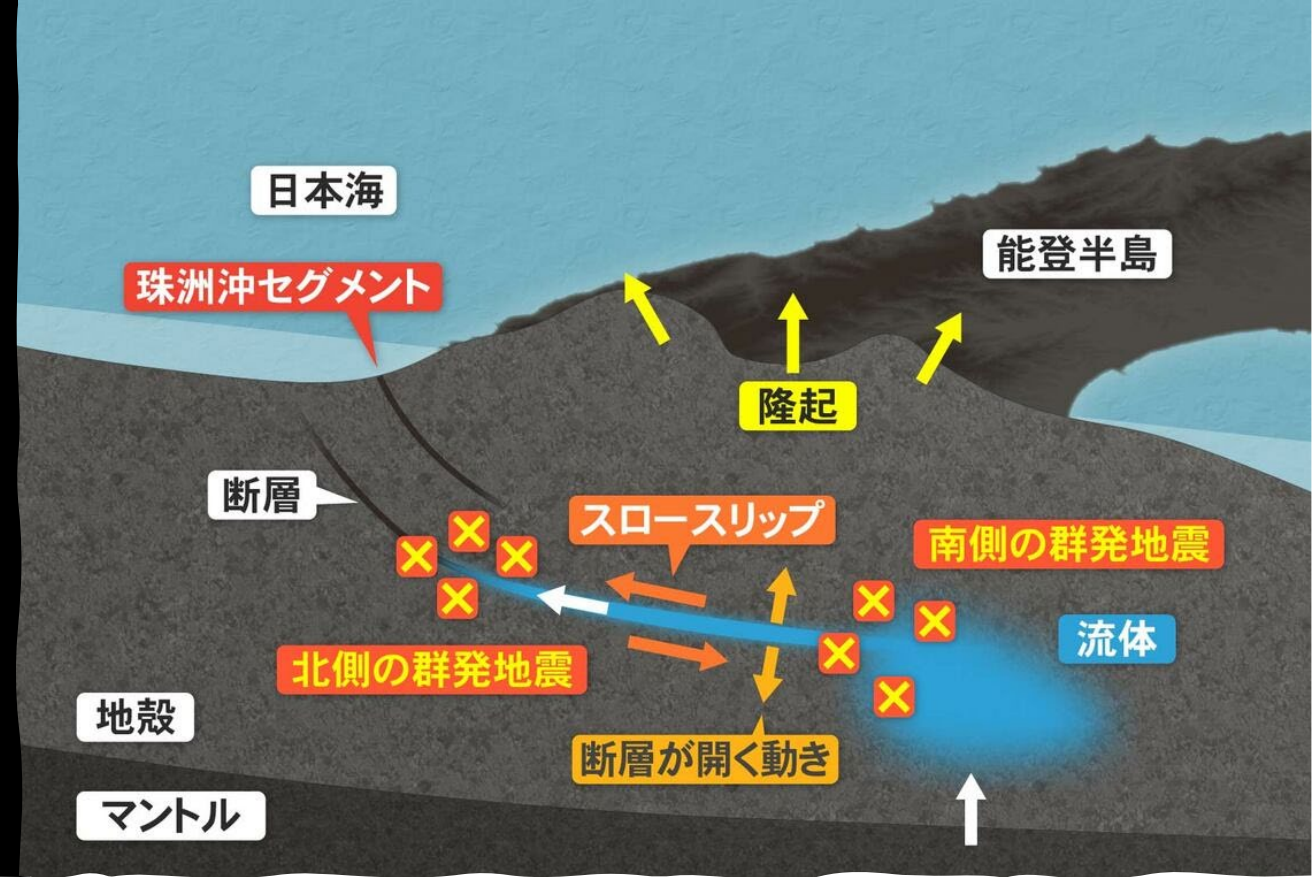 日本海
能登半島
珠洲沖セグメント
隆起
断層
スロースリップ
南側の群発地震
流体
北側の群発地震
地殻
断層が開く動き
マントル